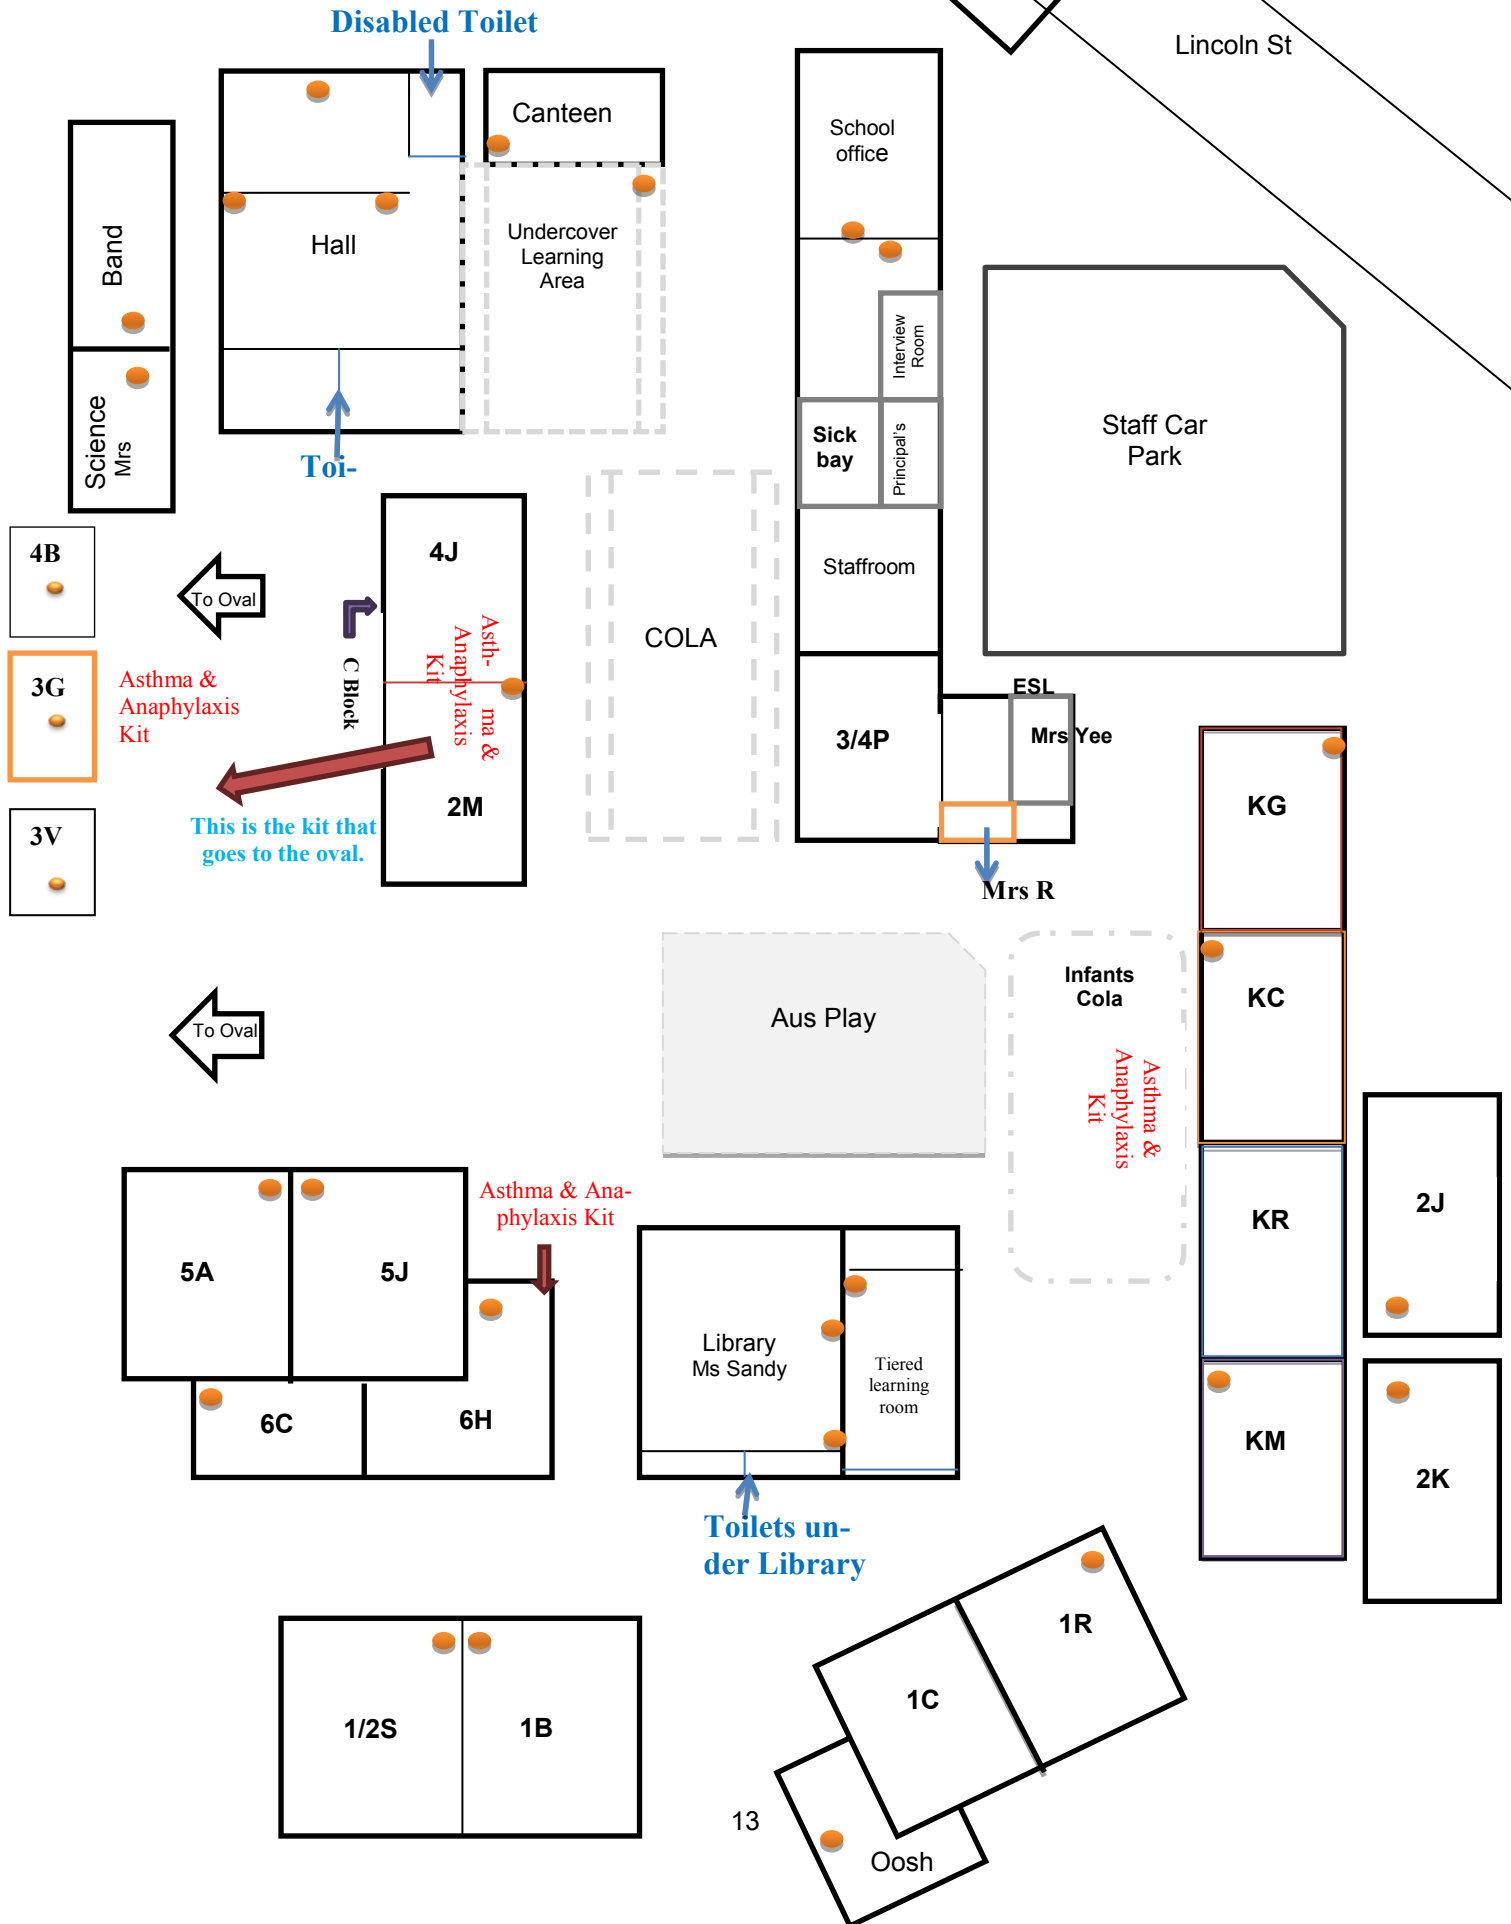 Disabled Toilet
Lincoln St
Canteen
School
office
Band
Hall
Undercover
Learning
Area
Interview
Room
Science
Mrs
Toi-
Sick
bay
Principal's
Staff Car
Park
4B
To Oval
4J
Staffroom
COLA
C Block
Asth-
ma &
Anaphylaxis
Kit
3G
Asthma &
Anaphylaxis
Kit
ESL
Mrs Yee
3/4P
2M
This is the kit that
goes to the oval.
3V
KG
Mrs R
Infants
Cola
KC
Aus Play
To Oval
Asthma &
Anaphylaxis
Kit
Asthma & Ana-
phylaxis Kit
2J
KR
5A
5J
Library
Ms Sandy
Tiered
learning
room
6C
6H
KM
2K
Toilets un-
der Library
1R
1C
1/2S
1B
13
Oosh